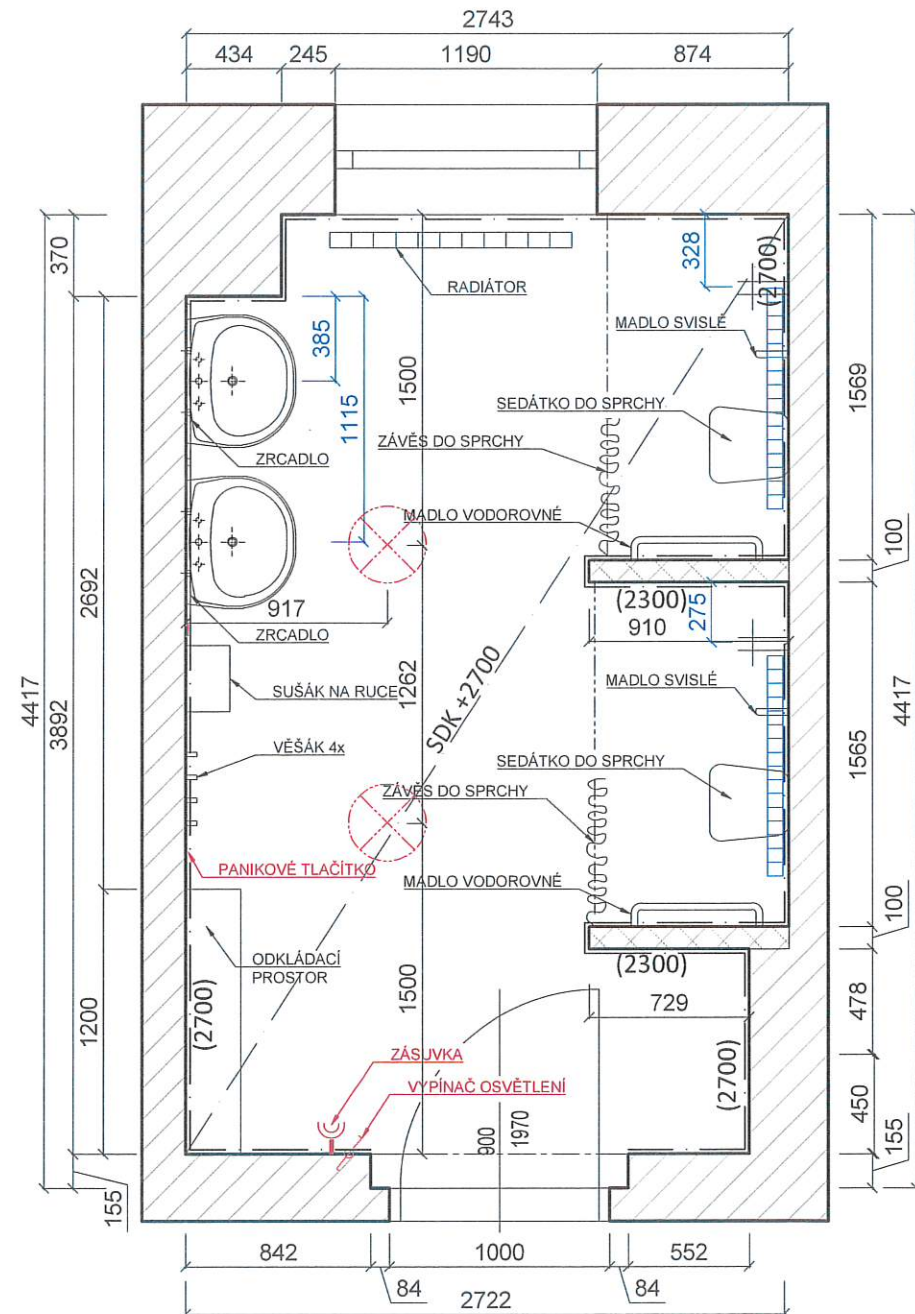 2743
434
245
1190
874
370
328
(2700)
RADIÁTOR
MADLO SVISLÉ
385
1500
1115
1569
SEDÁTKO DO SPRCHY
ZÁVĚS DO SPRCHY
ZRCADLO
MADLO VODOROVNÉ
100
2692
917
(2300)
275
910
ZRCADLO
SUŠÁK NA RUCE
1262
MADLO SVISLÉ
4417
3892
SDK +2700
4417
VĚŠÁK 4x
SEDÁTKO DO SPRCHY
1565
ZÁVĚS DO SPRCHY
PANIKOVÉ TLAČÍTKO
MADLO VODOROVNÉ
100
ODKLÁDACÍ
PROSTOR
(2300)
1500
729
478
(2700)
1200
ZÁSUVKA
(2700)
VYPÍNAČ OSVĚTLENÍ
900
1970
450
155
155
842
1000
552
84
84
2722